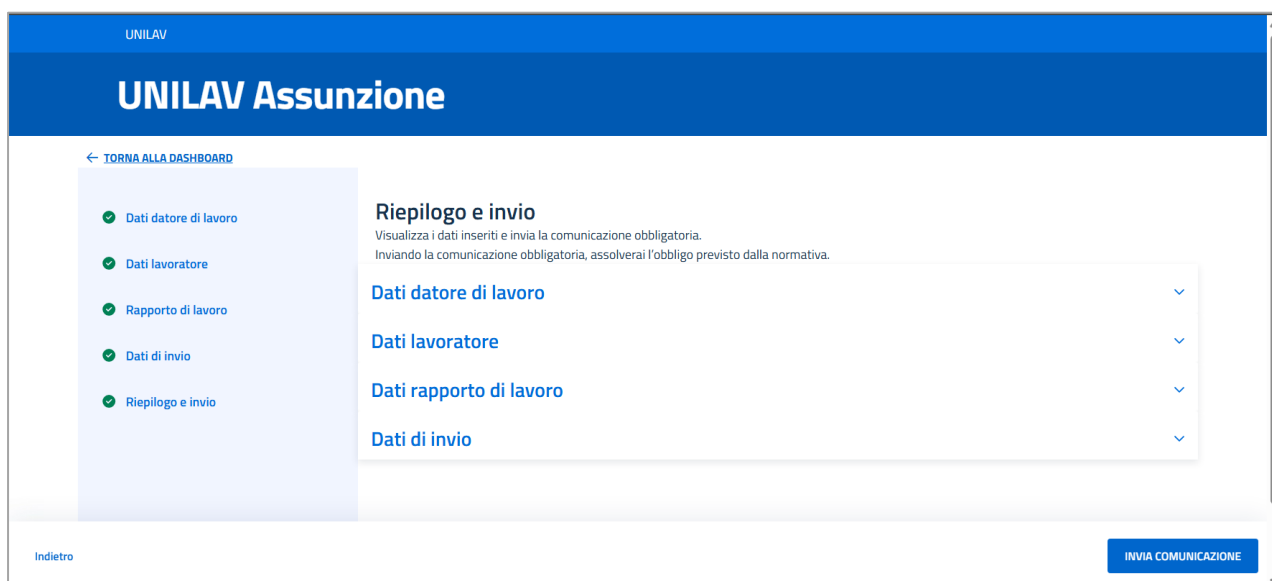 UNILAV
UNILAV Assunzione
TORNA ALLA DASHBOARD
Dati datore di lavoro
Dati lavoratore
Rapporto di lavoro
Dati di invio
Riepilogo e invio
Riepilogo e invio
Visualizza i dati inseriti e invia la comunicazione obbligatoria.
Inviando la comunicazione obbligatoria, assolverai l'obbligo previsto dalla normativa.
Dati datore di lavoro
Dati lavoratore
Dati rapporto di lavoro
Dati di invio
Indietro
INVIA COMUNICAZIONE